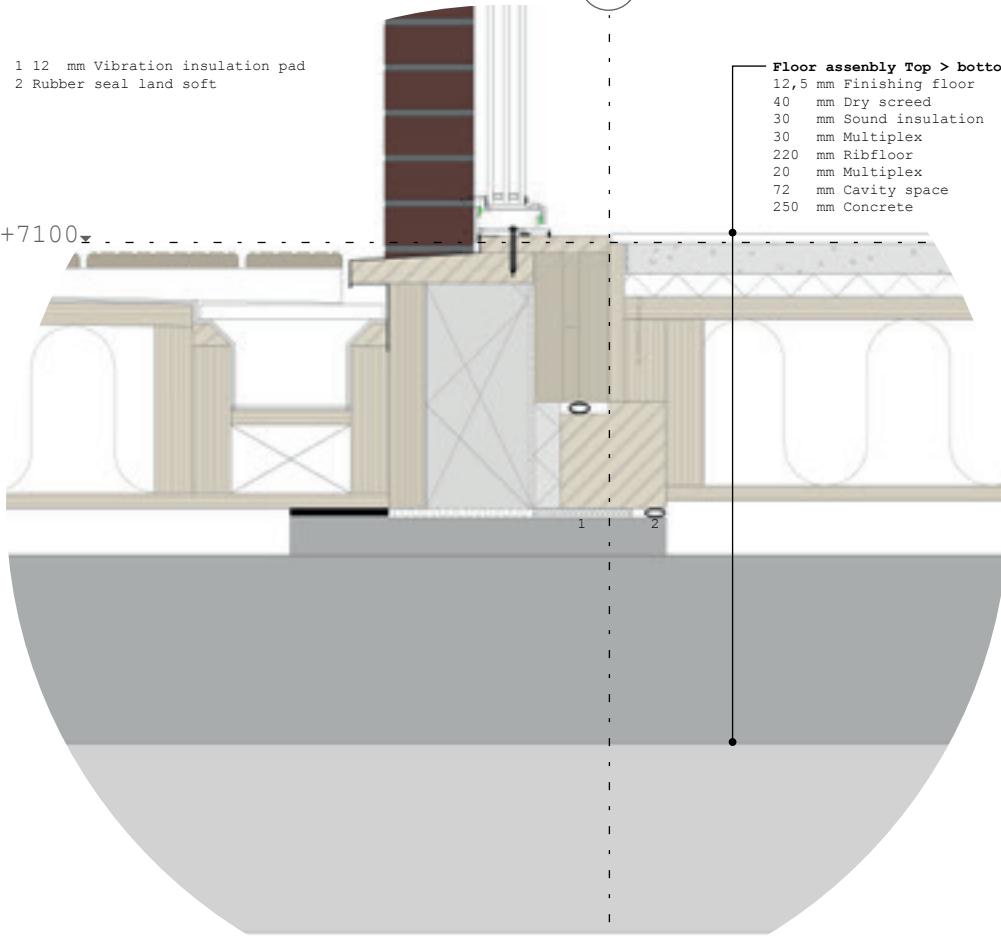 1 12 mm Vibration insulation pad
2 Rubber seal land soft
Floor assembly Top > botto
12,5 mm Finishing floor
40 mm Dry screed
30 mm Sound insulation
30 mm Multiplex
220 mm Ribfloor
20 mm Multiplex
72 mm Cavity space
250 mm Concrete
+7100
1 2